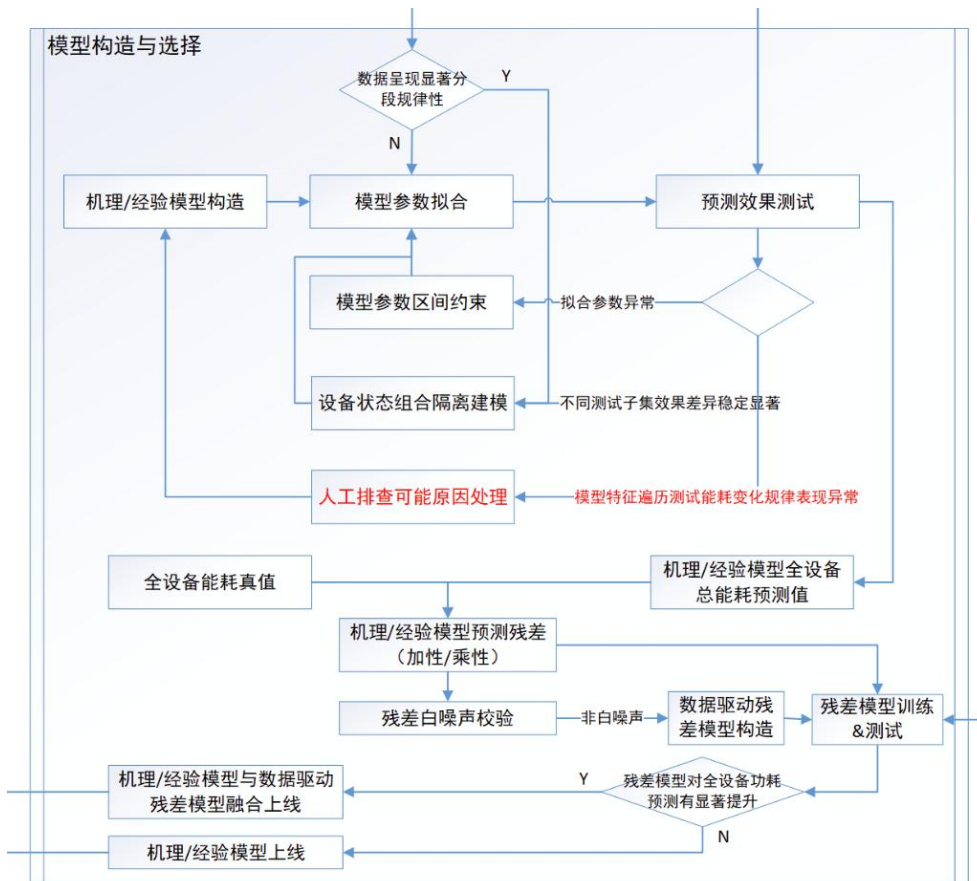 模型构造与选择
数据呈现显著分
段规律性
Y
N
机理/经验模型构造
模型参数拟合
预测效果测试
模型参数区间约束
拟合参数异常
设备状态组合隔离建模
不同测试子集效果差异稳定显著
人工排查可能原因处理
模型特征遍历测试能耗变化规律表现异常
全设备能耗真值
机理/经验模型全设备
总能耗预测值
机理/经验模型预测残差
(加性/乘性)
残差白噪声校验
非白噪声
数据驱动残
差模型构造
残差模型训练
&测试
机理/经验模型与数据驱动
残差模型融合上线
Y
残差模型对全设备功耗
预测有显著提升
N
机理/经验模型上线